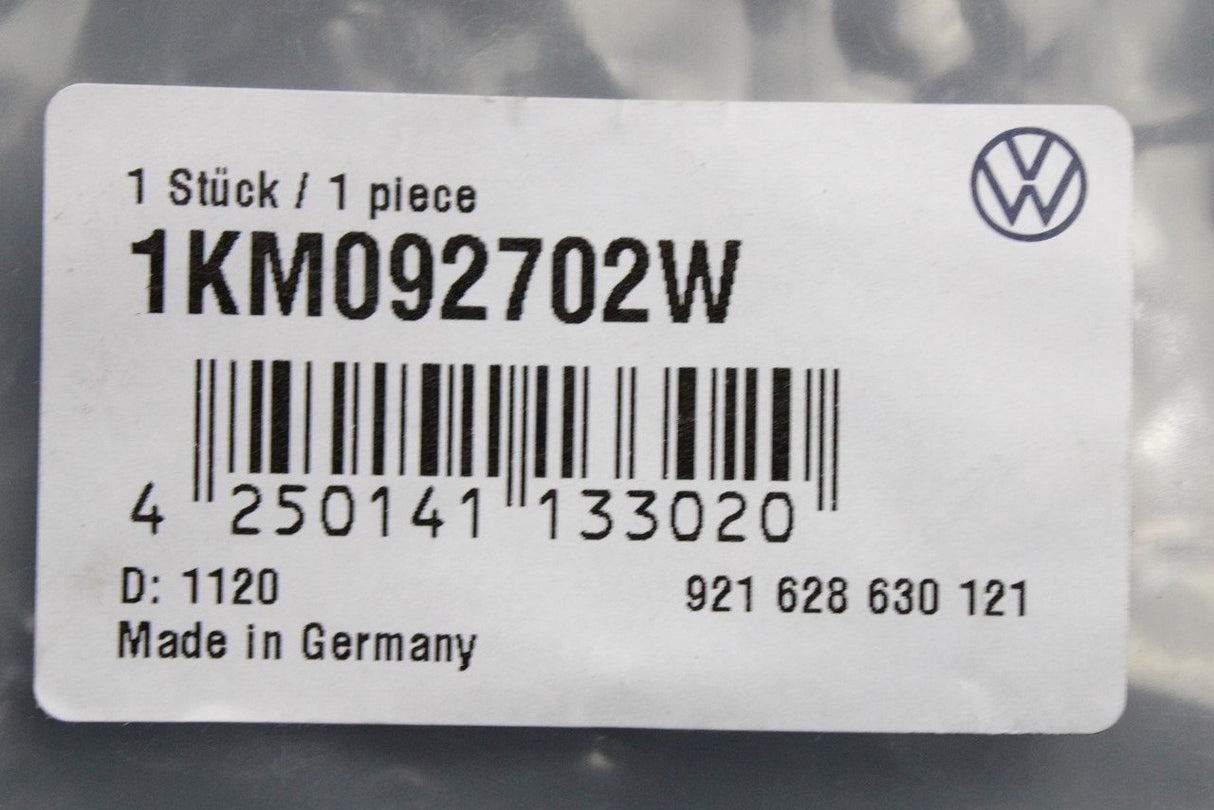 1 Stück / 1 piece
1KM092702W
4 250141 133020
D: 1120
921 628 630 121
Made in Germany